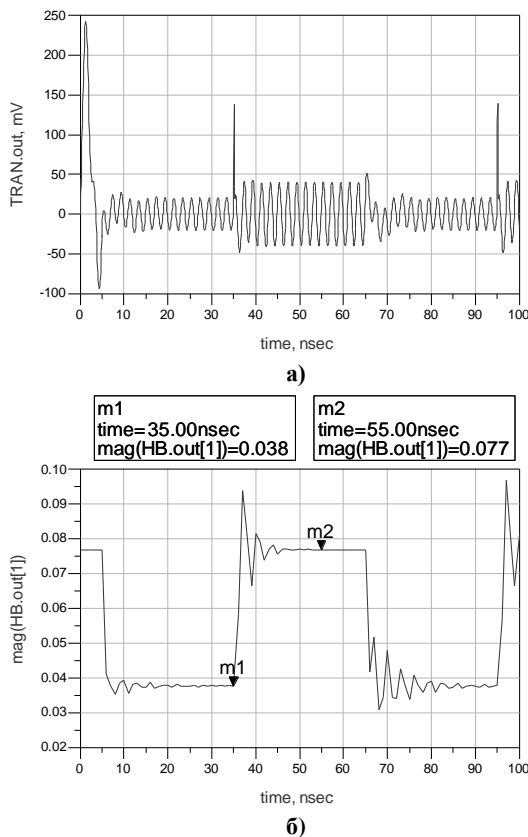 250
200
150
100
50
0
-50
-100
TRAN.out, mV
0 10 20 30 40 50 60 70 80 90 100
time, nsec
а)
m1
time=35.00nsec
mag(HB.out[1])=0.038
m2
time=55.00nsec
mag(HB.out[1])=0.077
0.10
0.09
0.08
0.07
0.06
0.05
0.04
0.03
0.02
mag(HB.out[1])
m2
m1
0 10 20 30 40 50 60 70 80 90 100
time, nsec
б)